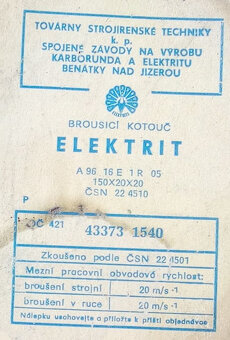 TOVÁRNY STROJIRENSKÉ TECHNIKY
k. p.
SPOJENÉ ZÁVODY NA VÝROBU
KARBORUNDA A ELEKTRITU
BENÁTKY NAD JIZEROU
BROUSICÍ KOTOUČ
ELEKTRIT
A 96 16 E 1 R 05
150X20X20
ČSN 22 4510
P
OČ 421
43373 1540
Zkoušeno podle ČSN 22 4501
Mezní pracovní obvodová rychlost:
broušení strojní 20 m/s -1
broušení v ruce 20 m/s -1
Nálepku uschovejte a přiložte k příští objednávce